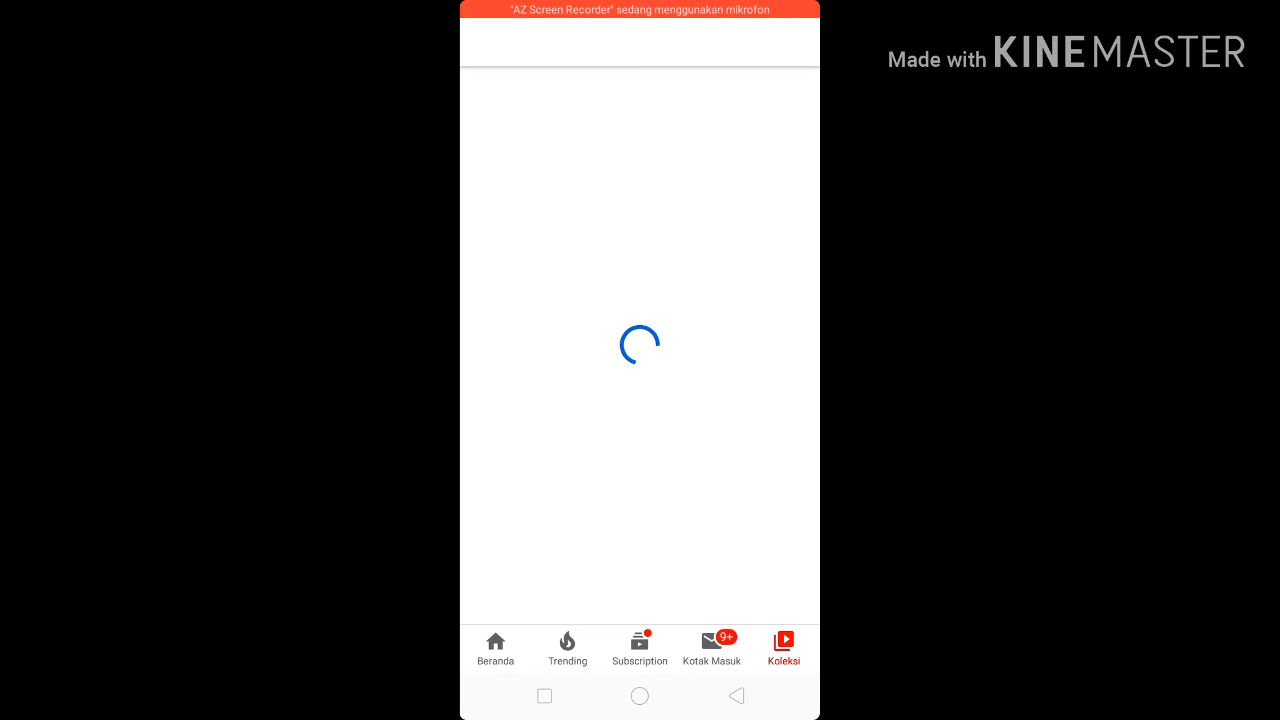 "AZ Screen Recorder" sedang menggunakan mikrofon
Made with KINEMASTER
9+
Beranda
Trending
Subscription
Kotak Masuk
Koleksi